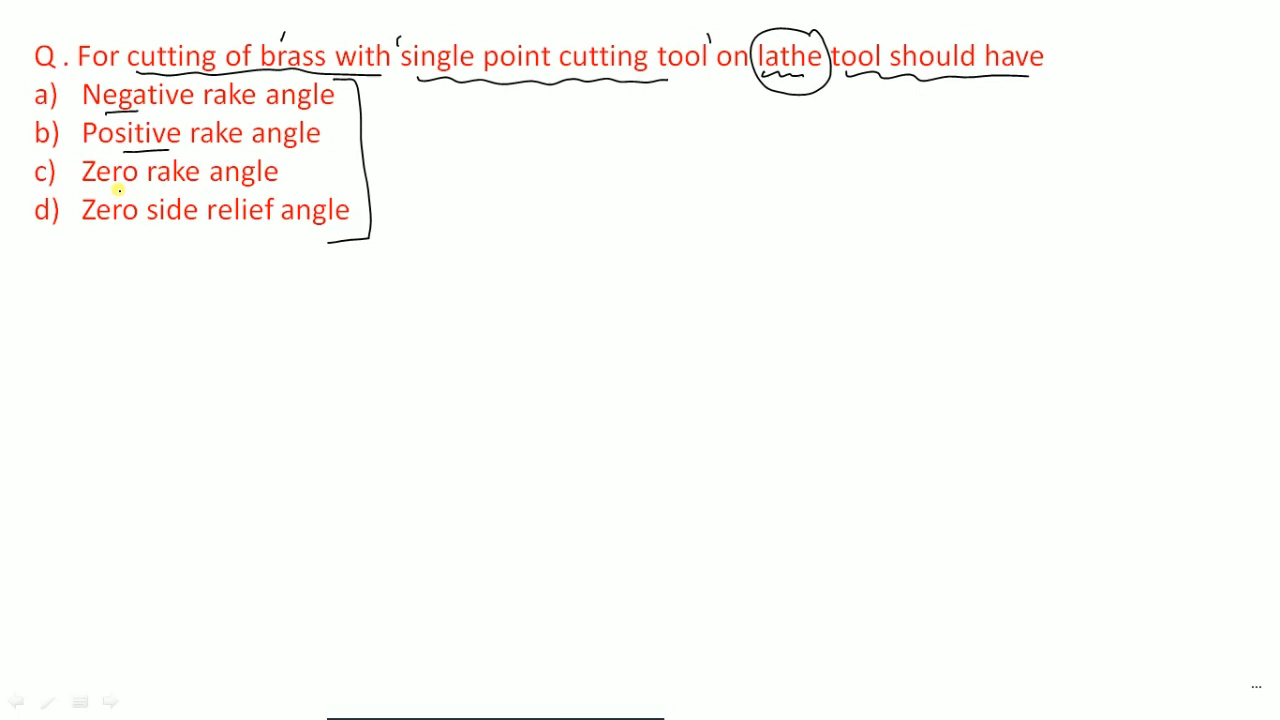 Q . For cutting of brass with 'single point cutting tool' on lathe tool should have
a) Negative rake angle
b) Positive rake angle
c) Zero rake angle
d) Zero side relief angle
...